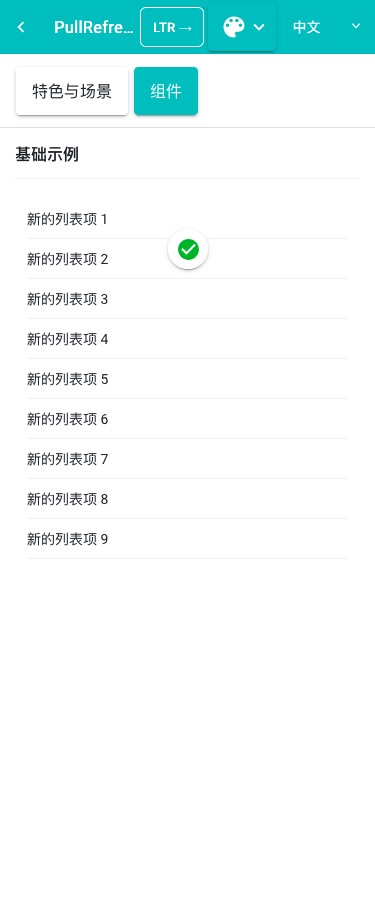 PullRefre…
LTR →
中文
特色与场景
组件
基础示例
新的列表项 1
新的列表项 2
新的列表项 3
新的列表项 4
新的列表项 5
新的列表项 6
新的列表项 7
新的列表项 8
新的列表项 9